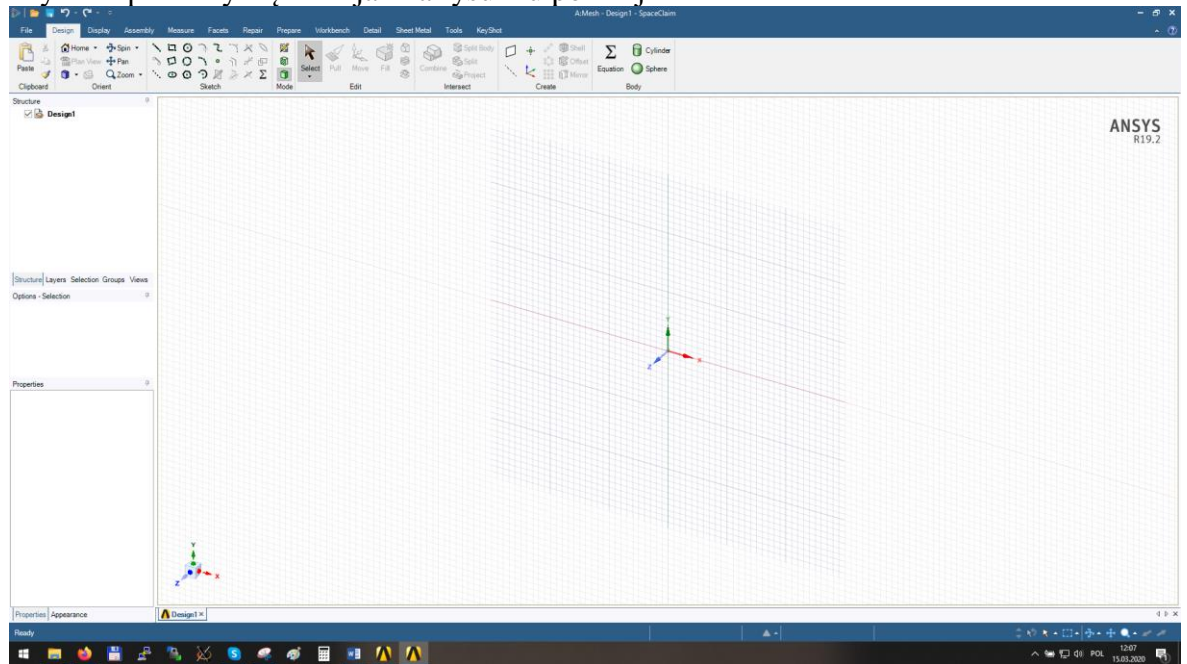 A:Mesh - Design1 - SpaceClaim
File Design Display Assembly Measure Facets Repair Prepare Workbench Detail Sheet Metal Tools KeyShot
Paste
Home Spin
Plan View Pan
Zoom
Select Pull Move Fill
Combine
Split Body
Split
Project
Shell
Offset
Mirror
Equation
Cylinder
Sphere
Clipboard Orient Sketch Mode Edit Intersect Create Body
Structure
Design1
ANSYS
R19.2
Structure Layers Selection Groups Views
Options - Selection
Properties
Y
X
Z
Y
X
Z
Properties Appearance
Design1
Ready
POL
12:07
15.03.2020